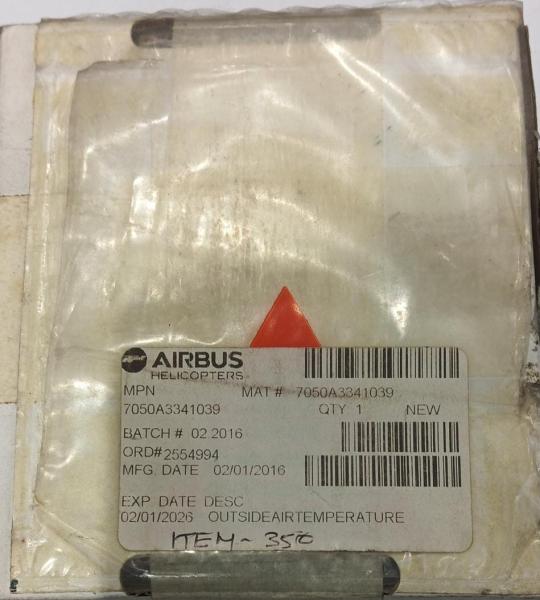 AIRBUS
HELICOPTERS
MPN MAT # 7050A3341039
7050A3341039 QTY 1 NEW
BATCH # 02.2016
ORD# 2554994
MFG. DATE 02/01/2016
EXP. DATE DESC
02/01/2026 OUTSIDEAIRTEMPERATURE
ITEM - 350